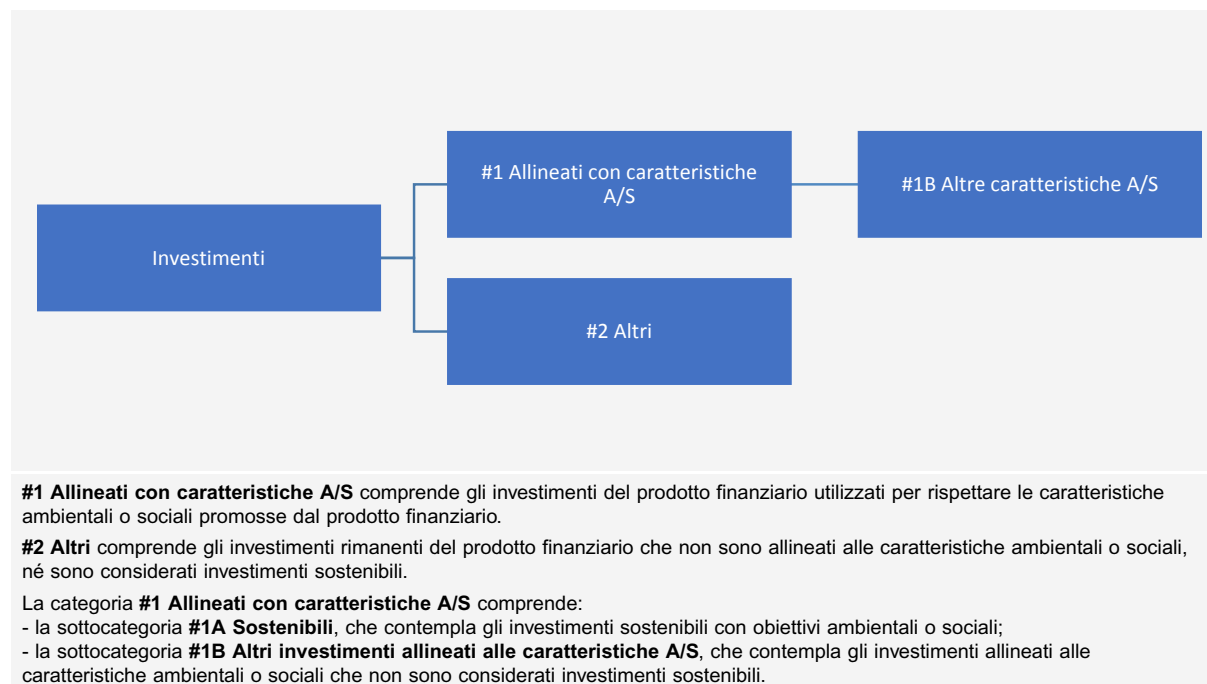 #1 Allineati con caratteristiche
A/S
#1B Altre caratteristiche A/S
Investimenti
#2 Altri
#1 Allineati con caratteristiche A/S comprende gli investimenti del prodotto finanziario utilizzati per rispettare le caratteristiche
ambientali o sociali promosse dal prodotto finanziario.
#2 Altri comprende gli investimenti rimanenti del prodotto finanziario che non sono allineati alle caratteristiche ambientali o sociali,
né sono considerati investimenti sostenibili.
La categoria #1 Allineati con caratteristiche A/S comprende:
- la sottocategoria #1A Sostenibili, che contempla gli investimenti sostenibili con obiettivi ambientali o sociali;
- la sottocategoria #1B Altri investimenti allineati alle caratteristiche A/S, che contempla gli investimenti allineati alle
caratteristiche ambientali o sociali che non sono considerati investimenti sostenibili.